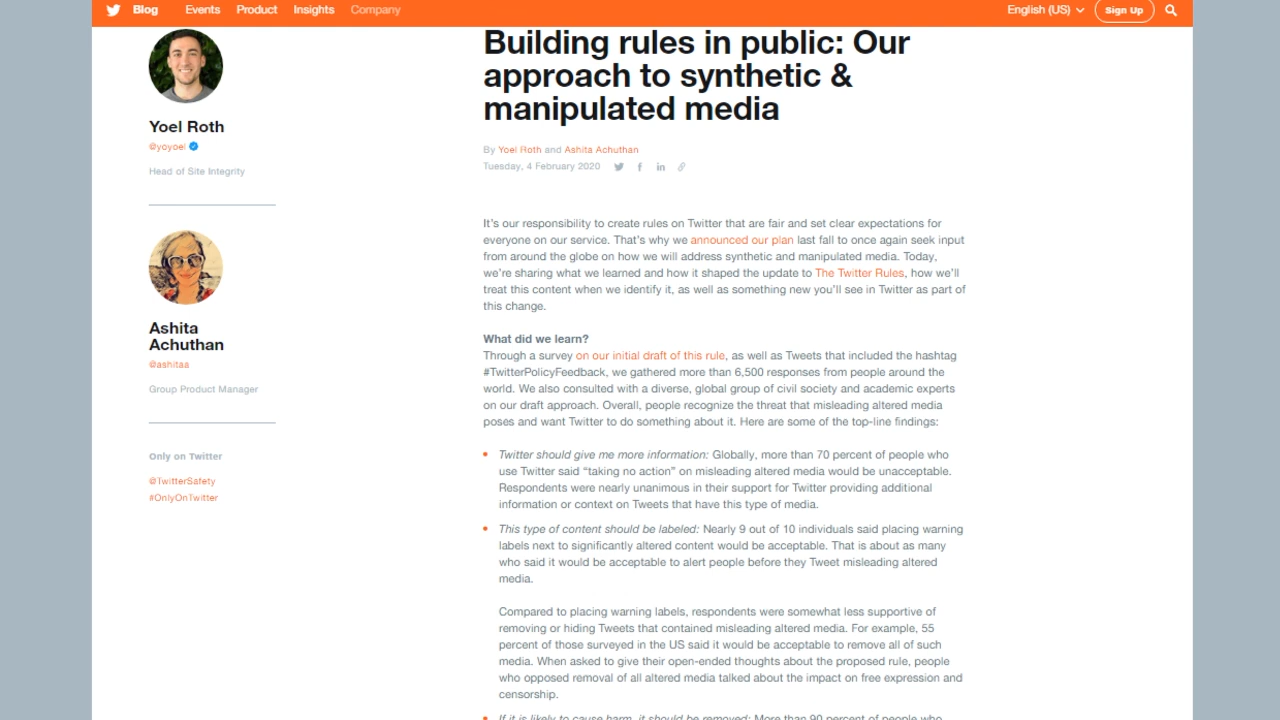 Blog Events Product Insights Company English (US) Sign Up
Yoel Roth
@yoyoel
Head of Site Integrity
Ashita
Achuthan
@ashitaa
Group Product Manager
Only on Twitter
@TwitterSafety
#OnlyOnTwitter
Building rules in public: Our
approach to synthetic &
manipulated media
By Yoel Roth and Ashita Achuthan
Tuesday, 4 February 2020
It's our responsibility to create rules on Twitter that are fair and set clear expectations for
everyone on our service. That's why we announced our plan last fall to once again seek input
from around the globe on how we will address synthetic and manipulated media. Today,
we're sharing what we learned and how it shaped the update to The Twitter Rules, how we'll
treat this content when we identify it, as well as something new you'll see in Twitter as part of
this change.
What did we learn?
Through a survey on our initial draft of this rule, as well as Tweets that included the hashtag
#TwitterPolicyFeedback, we gathered more than 6,500 responses from people around the
world. We also consulted with a diverse, global group of civil society and academic experts
on our draft approach. Overall, people recognize the threat that misleading altered media
poses and want Twitter to do something about it. Here are some of the top-line findings:
• Twitter should give me more information: Globally, more than 70 percent of people who
use Twitter said “taking no action” on misleading altered media would be unacceptable.
Respondents were nearly unanimous in their support for Twitter providing additional
information or context on Tweets that have this type of media.
• This type of content should be labeled: Nearly 9 out of 10 individuals said placing warning
labels next to significantly altered content would be acceptable. That is about as many
who said it would be acceptable to alert people before they Tweet misleading altered
media.
Compared to placing warning labels, respondents were somewhat less supportive of
removing or hiding Tweets that contained misleading altered media. For example, 55
percent of those surveyed in the US said it would be acceptable to remove all of such
media. When asked to give their open-ended thoughts about the proposed rule, people
who opposed removal of all altered media talked about the impact on free expression and
censorship.
• If it is likely to cause harm, it should be removed: More than 90 percent of people who